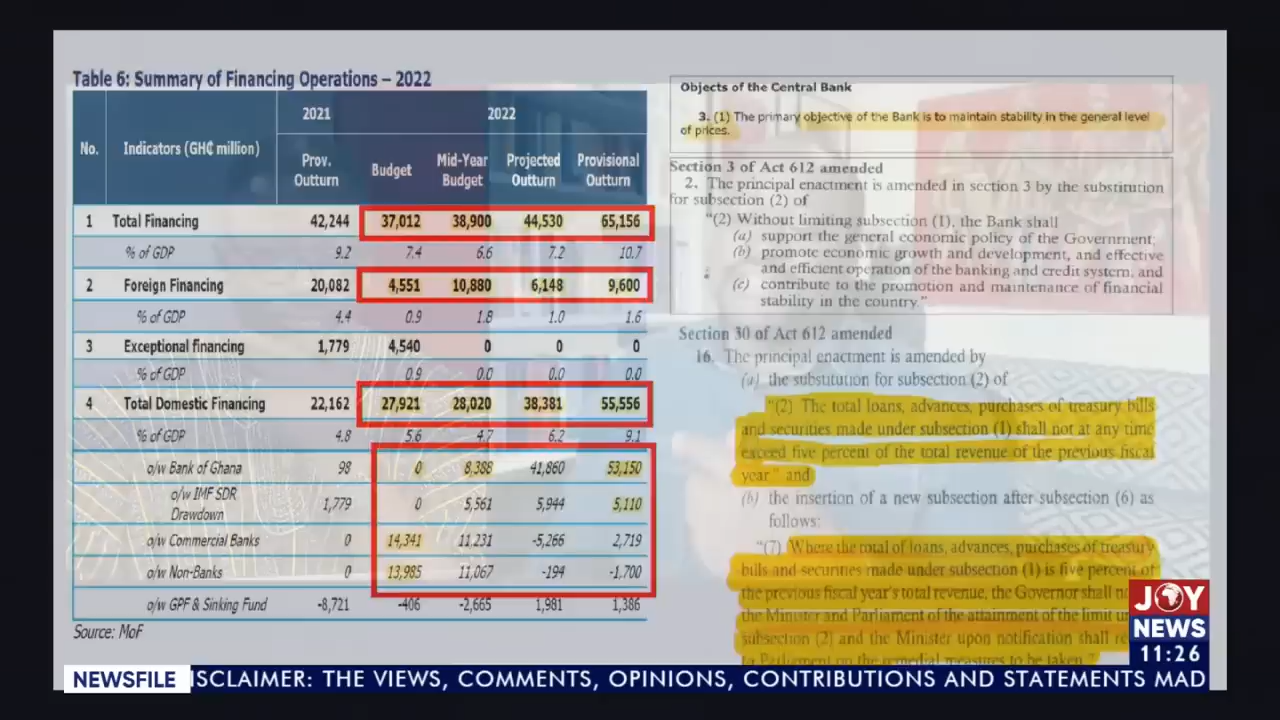 Table 6: Summary of Financing Operations – 2022
No. Indicators (GH₵ million) 2021 2022
Prov. Outturn Budget Mid-Year Budget Projected Outturn Provisional Outturn
1 Total Financing 42,244 37,012 38,900 44,530 65,156
% of GDP 9.2 7.4 6.6 7.2 10.7
2 Foreign Financing 20,082 4,551 10,880 6,148 9,600
% of GDP 4.4 0.9 1.8 1.0 1.6
3 Exceptional financing 1,779 4,540 0 0 0
% of GDP 0.9 0.0 0.0 0.0
4 Total Domestic Financing 22,162 27,921 28,020 38,381 55,556
% of GDP 4.8 5.6 4.7 6.2 9.1
o/w Bank of Ghana 98 0 8,388 41,860 53,150
o/w IMF SDR Drawdown 1,779 0 5,561 5,944 5,110
o/w Commercial Banks 0 14,341 11,231 -5,266 2,719
o/w Non-Banks 0 13,985 11,067 -194 -1,700
o/w GPF & Sinking Fund -8,721 -406 -2,665 1,981 1,386
Source: MoF
Objects of the Central Bank
3. (1) The primary objective of the Bank is to maintain stability in the general level
of prices.
Section 3 of Act 612 amended
2. The principal enactment is amended in section 3 by the substitution
for subsection (2) of
"(2) Without limiting subsection (1), the Bank shall
(a) support the general economic policy of the Government;
(b) promote economic growth and development, and effective
and efficient operation of the banking and credit system; and
(c) contribute to the promotion and maintenance of financial
stability in the country."
Section 30 of Act 612 amended
16. The principal enactment is amended by
(a) the substitution for subsection (2) of
"(2) The total loans, advances, purchases of treasury bills
and securities made under subsection (1) shall not at any time
exceed five percent of the total revenue of the previous fiscal
year" and
(b) the insertion of a new subsection after subsection (6) as
follows:
"(7) Where the total of loans, advances, purchases of treasury
bills and securities made under subsection (1) is five percent of
the previous fiscal year's total revenue, the Governor shall
the Minister and Parliament of the attainment of the limit
subsection (2) and the Minister upon notification shall
to Parliament on the remedial measures to be taken."
JOY
NEWS
11:26
NEWSFILE ISCLAIMER: THE VIEWS, COMMENTS, OPINIONS, CONTRIBUTIONS AND STATEMENTS MAD